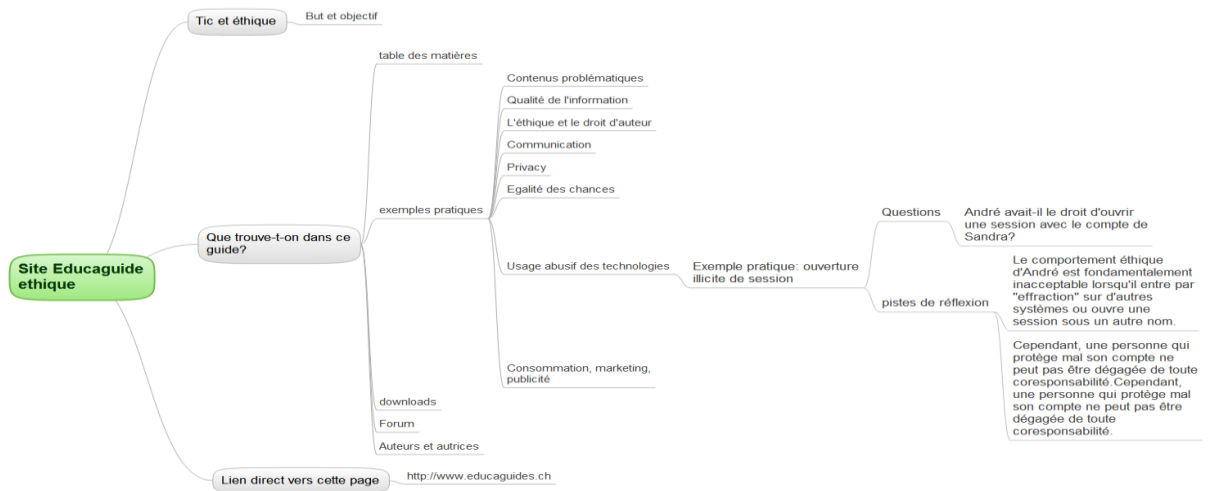 Site Educaguide
ethique
Tic et éthique
But et objectif
Que trouve-t-on dans ce
guide?
table des matières
exemples pratiques
Contenus problématiques
Qualité de l'information
L'éthique et le droit d'auteur
Communication
Privacy
Egalité des chances
Usage abusif des technologies
Exemple pratique: ouverture
illicite de session
Questions
André avait-il le droit d'ouvrir
une session avec le compte de
Sandra?
pistes de réflexion
Le comportement éthique
d'André est fondamentalement
inacceptable lorsqu'il entre par
"effraction" sur d'autres
systèmes ou ouvre une
session sous un autre nom.
Cependant, une personne qui
protège mal son compte ne
peut pas être dégagée de toute
coresponsabilité.Cependant,
une personne qui protège mal
son compte ne peut pas être
dégagée de toute
coresponsabilité.
Consommation, marketing,
publicité
downloads
Forum
Auteurs et autrices
Lien direct vers cette page
http://www.educaguides.ch